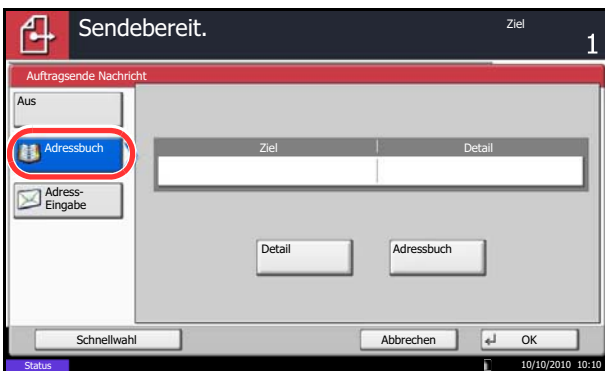 Sendebereit.
Ziel
1
Auftragsende Nachricht
Aus
Adressbuch
Adress-
Eingabe
Ziel Detail
Detail Adressbuch
Schnellwahl Abbrechen OK
Status 10/10/2010 10:10